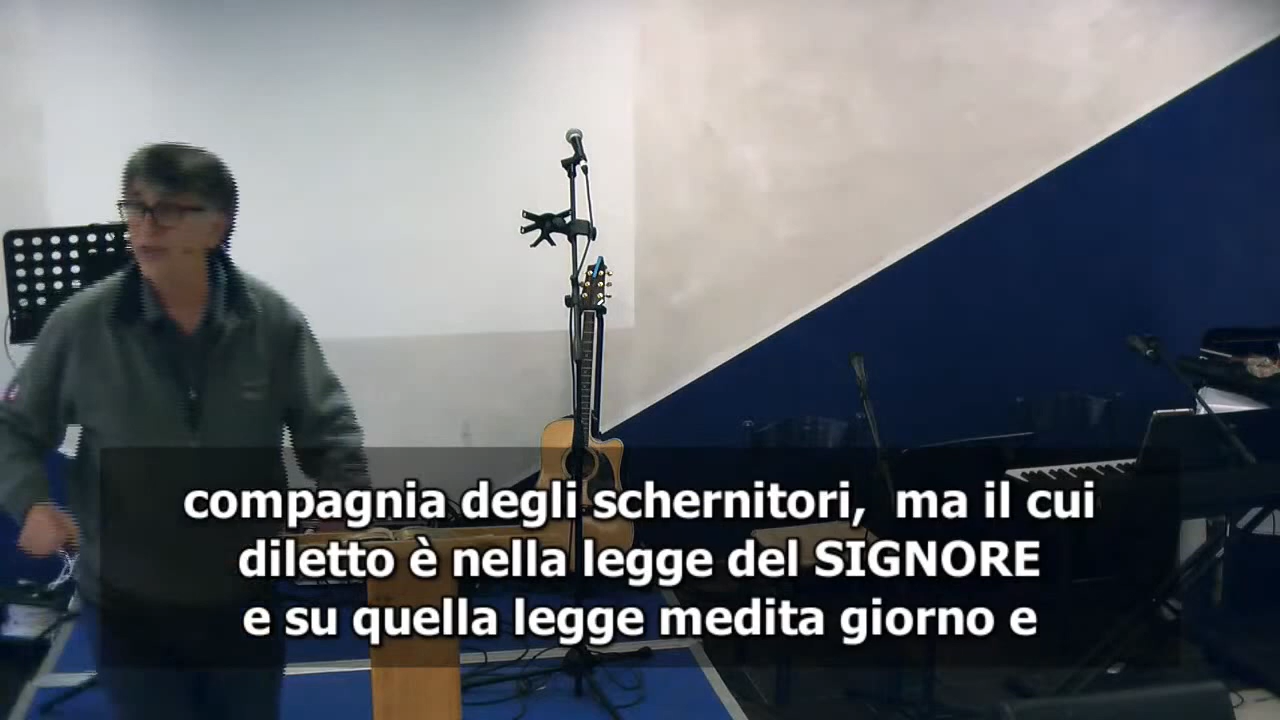 compagnia degli schernitori,  ma il cui
diletto è nella legge del SIGNORE
e su quella legge medita giorno e